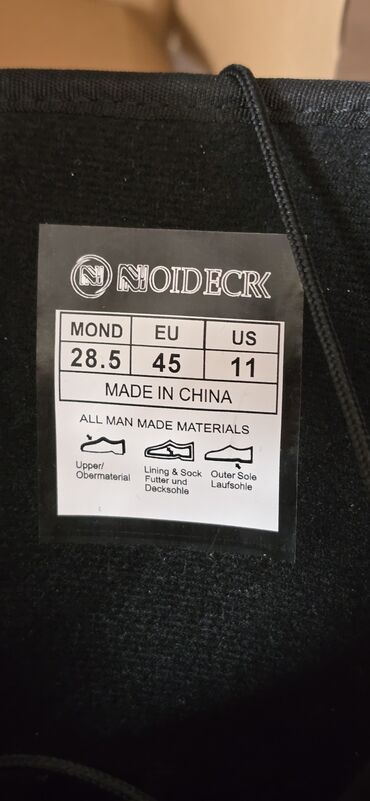 N NOIDECRK
MOND EU US
28.5 45 11
MADE IN CHINA
ALL MAN MADE MATERIALS
Upper/
Obermaterial
Lining & Sock
Futter und
Decksohle
Outer Sole
Laufsohle